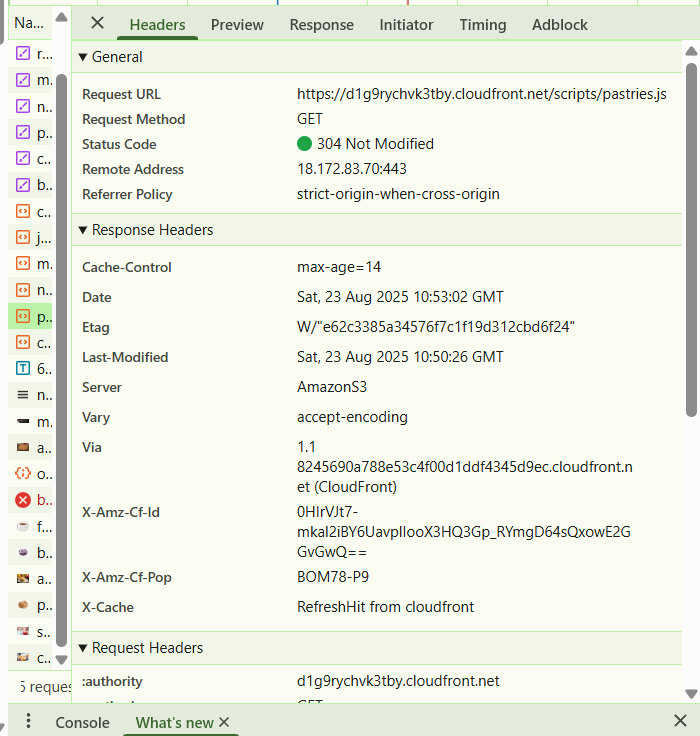 Na...
Headers
Preview
Response
Initiator
Timing
Adblock
r...
m...
n...
p...
c...
b...
c...
j...
m...
n...
p...
c...
6...
n...
m...
a...
o...
b...
f...
b...
a...
p...
s...
c...
5 reques
General
Request URL https://d1g9rychvk3tby.cloudfront.net/scripts/pastries.js
Request Method GET
Status Code 304 Not Modified
Remote Address 18.172.83.70:443
Referrer Policy strict-origin-when-cross-origin
Response Headers
Cache-Control max-age=14
Date Sat, 23 Aug 2025 10:53:02 GMT
Etag W/"e62c3385a34576f7c1f19d312cbd6f24"
Last-Modified Sat, 23 Aug 2025 10:50:26 GMT
Server AmazonS3
Vary accept-encoding
Via 1.1
8245690a788e53c4f00d1ddf4345d9ec.cloudfront.n
et (CloudFront)
X-Amz-Cf-Id 0HIrVJt7-
mkaI2iBY6UavpIlooX3HQ3Gp_RYmgD64sQxowE2G
GvGwQ==
X-Amz-Cf-Pop BOM78-P9
X-Cache RefreshHit from cloudfront
Request Headers
:authority d1g9rychvk3tby.cloudfront.net
Console
What's new